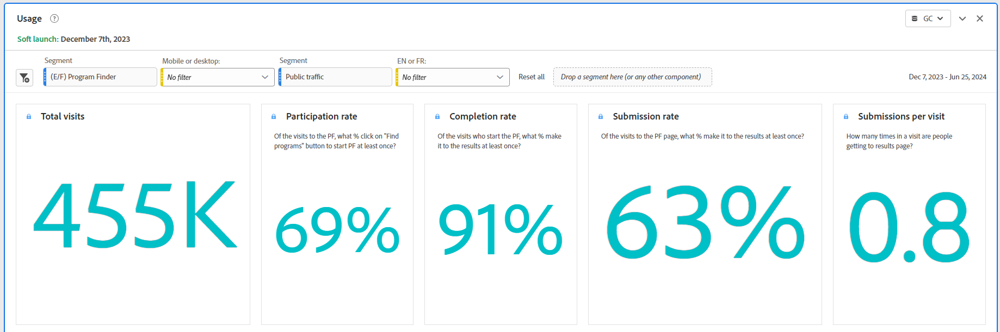 Usage ?
GC
Soft launch: December 7th, 2023
Segment
(E/F) Program Finder
Mobile or desktop:
No filter
Segment
Public traffic
EN or FR:
No filter
Reset all
Drop a segment here (or any other component)
Dec 7, 2023 - Jun 25, 2024
Total visits
455K
Participation rate
Of the visits to the PF, what % click on "Find
programs" button to start PF at least once?
69%
Completion rate
Of the visits who start the PF, what % make
it to the results at least once?
91%
Submission rate
Of the visits to the PF page, what % make it to the results at least once?
63%
Submissions per visit
How many times in a visit are people
getting to results page?
0.8